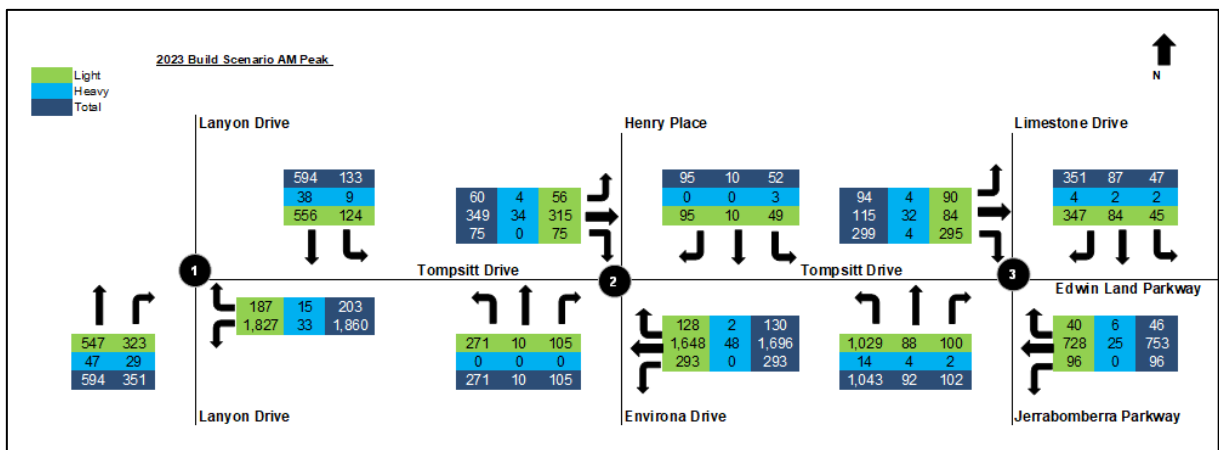 2023 Build Scenario AM Peak
Light
Heavy
Total
N
Lanyon Drive
Henry Place
Limestone Drive
594 133
38 9
556 124
60 4 56
349 34 315
75 0 75
95 10 52
0 0 3
95 10 49
94 4 90
115 32 84
299 4 295
351 87 47
4 2 2
347 84 45
1
Tompsitt Drive
2
Tompsitt Drive
3
Edwin Land Parkway
187 15 203
1,827 33 1,860
547 323
47 29
594 351
271 10 105
0 0 0
271 10 105
128 2 130
1,648 48 1,696
293 0 293
1,029 88 100
14 4 2
1,043 92 102
40 6 46
728 25 753
96 0 96
Lanyon Drive
Environa Drive
Jerrabomberra Parkway